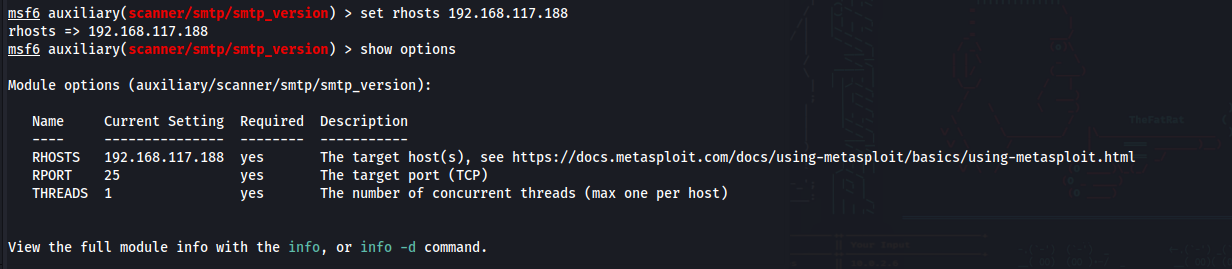 msf6 auxiliary(scanner/smtp/smtp_version) > set rhosts 192.168.117.188
rhosts => 192.168.117.188
msf6 auxiliary(scanner/smtp/smtp_version) > show options
Module options (auxiliary/scanner/smtp/smtp_version):
Name Current Setting Required Description
---- --------------- -------- -----------
RHOSTS 192.168.117.188 yes The target host(s), see https://docs.metasploit.com/docs/using-metasploit/basics/using-metasploit.html
RPORT 25 yes The target port (TCP)
THREADS 1 yes The number of concurrent threads (max one per host)
View the full module info with the info, or info -d command.